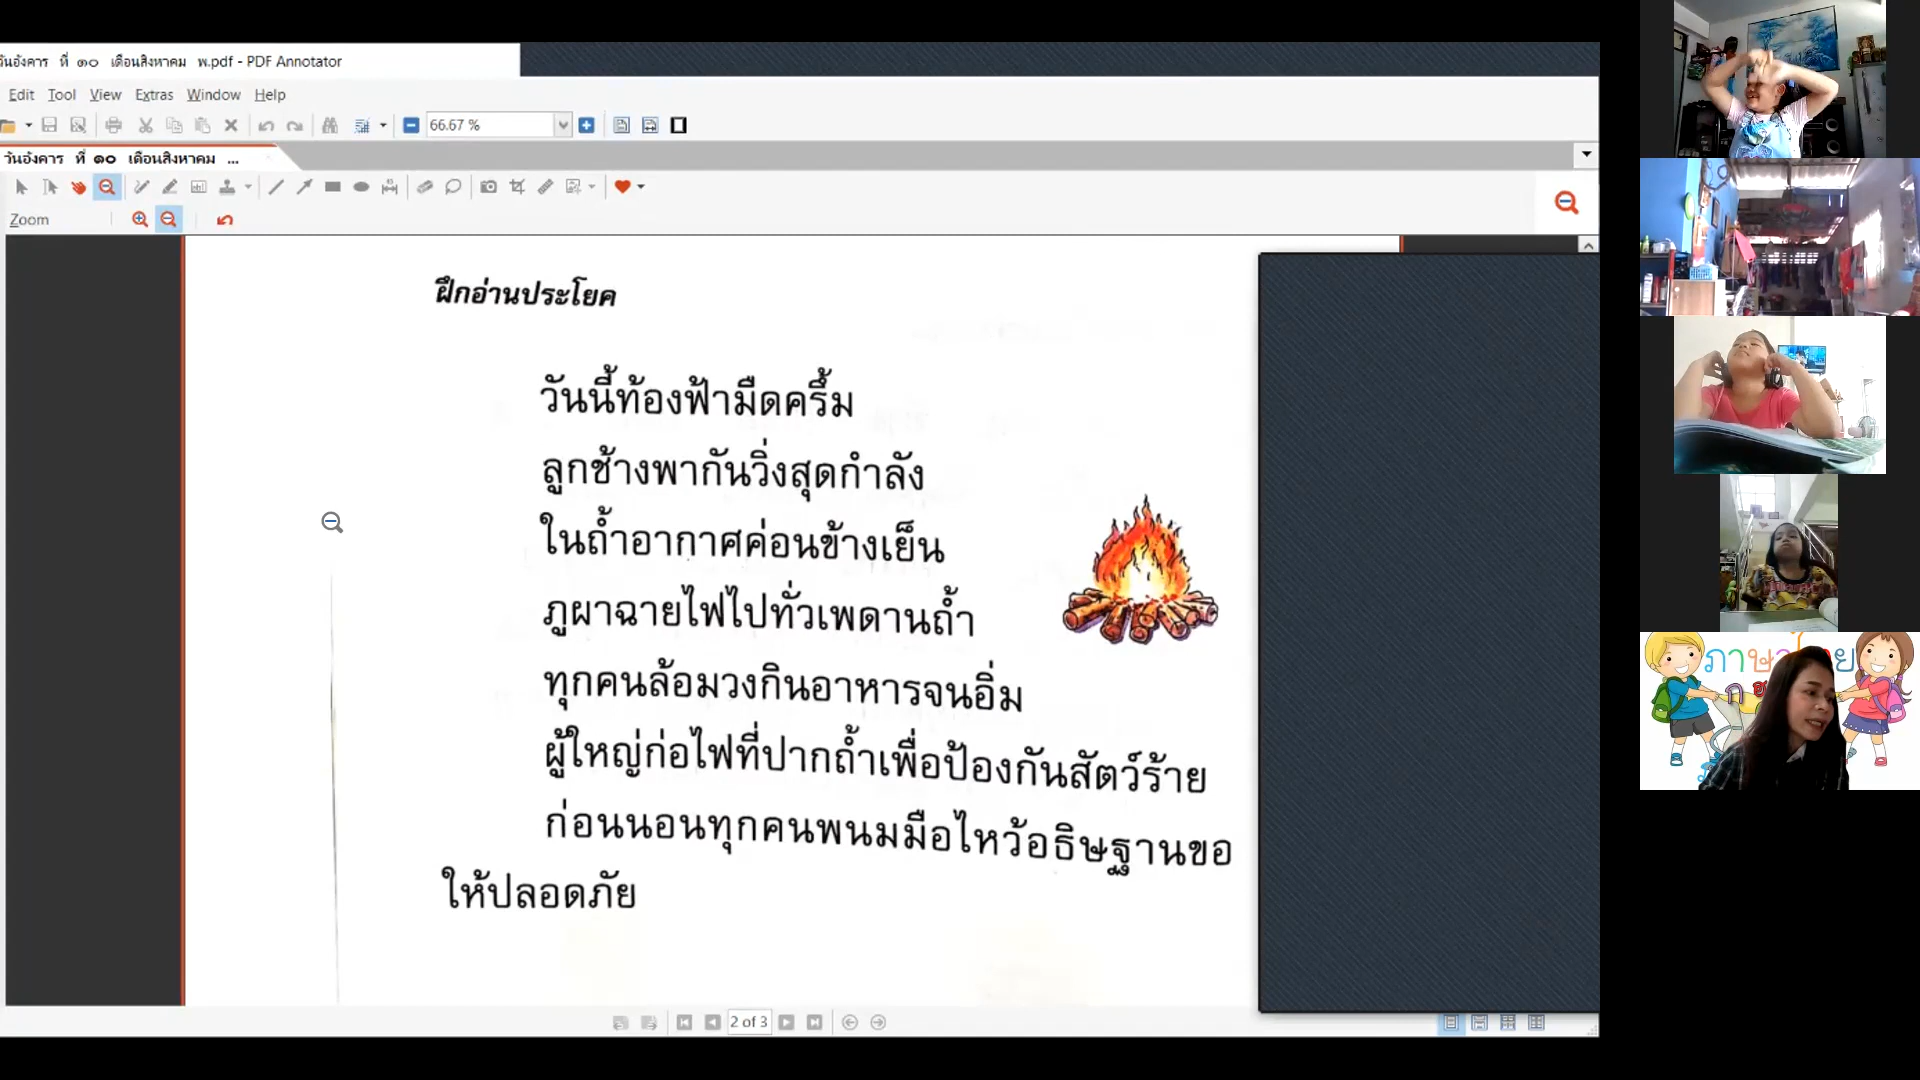 วันอังคาร ที่ ๑๐ เดือนสิงหาคม พ.pdf - PDF Annotator
Edit Tool View Extras Window Help
66.67 %
วันอังคาร ที่ ๑๐ เดือนสิงหาคม ...
Zoom
ฝึกอ่านประโยค
วันนี้ท้องฟ้ามืดครึ้ม
ลูกช้างพากันวิ่งสุดกำลัง
ในถ้ำอากาศค่อนข้างเย็น
ภูผาฉายไฟไปทั่วเพดานถ้ำ
ทุกคนล้อมวงกินอาหารจนอิ่ม
ผู้ใหญ่ก่อไฟที่ปากถ้ำเพื่อป้องกันสัตว์ร้าย
ก่อนนอนทุกคนพนมมือไหว้อธิษฐานขอ
ให้ปลอดภัย
2 of 3